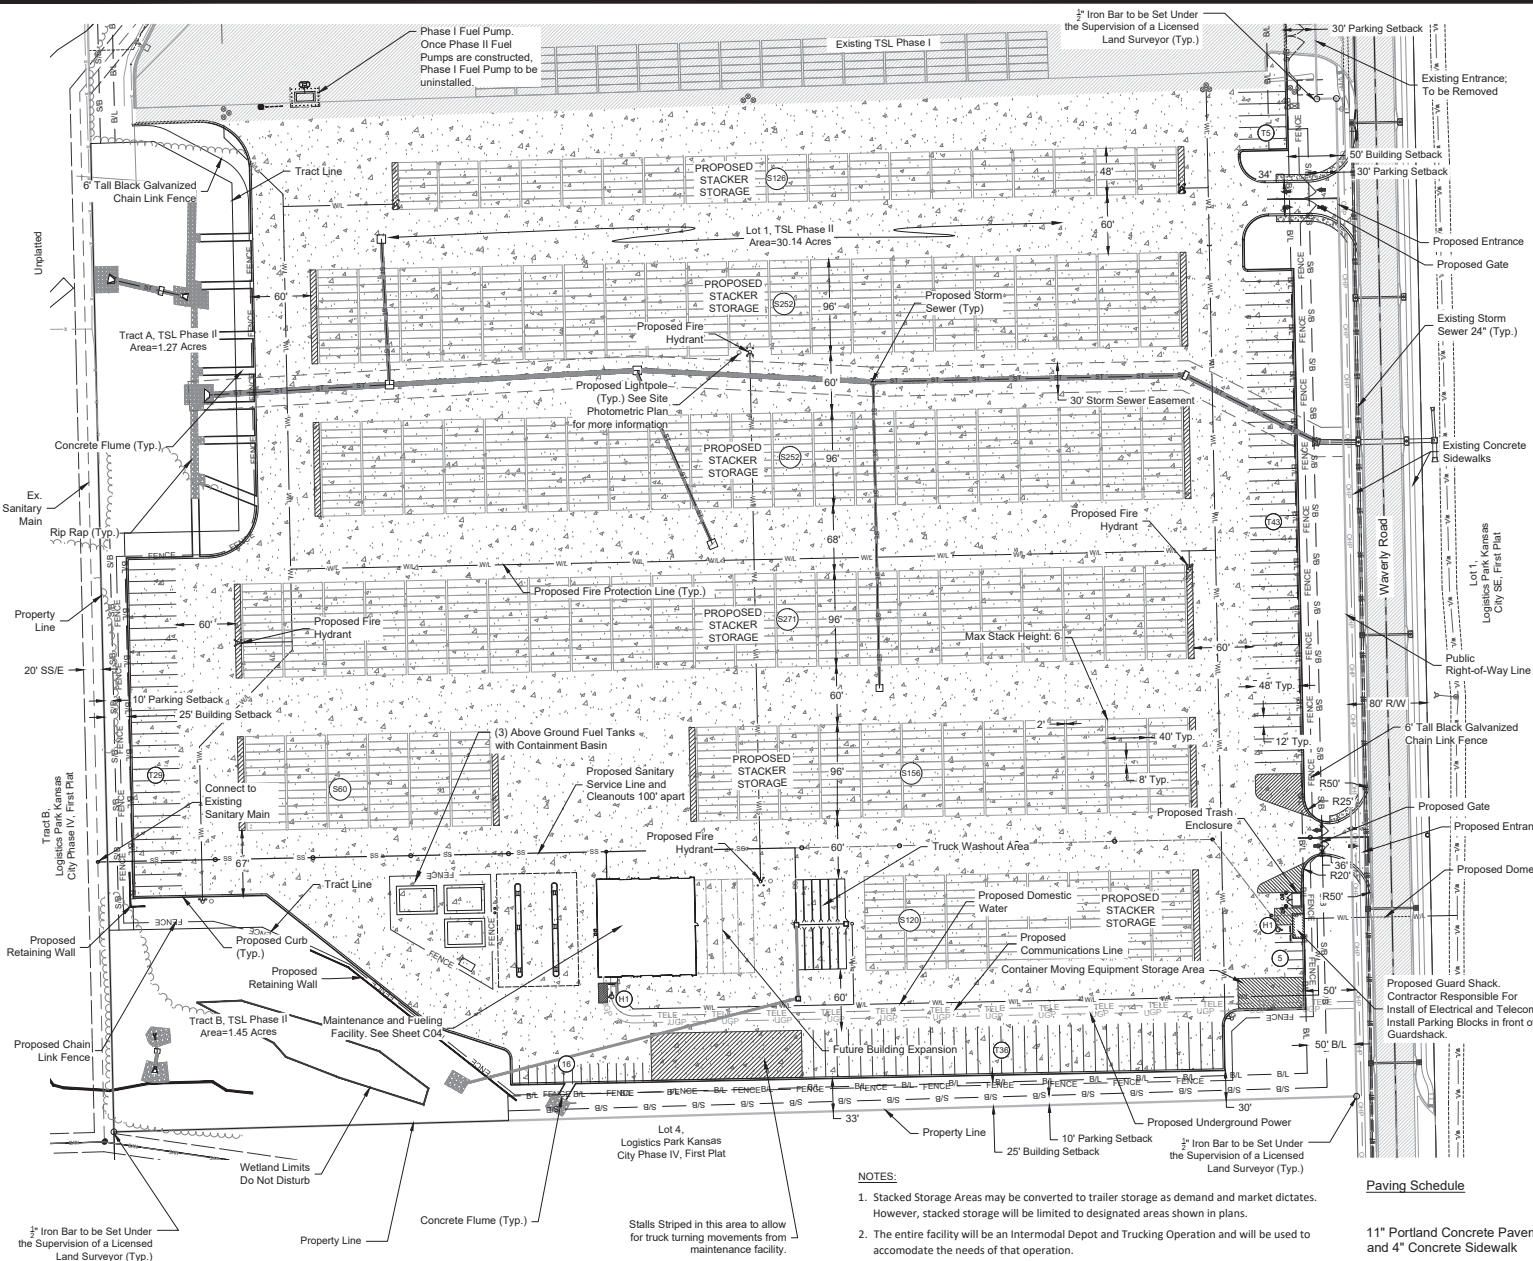 ½" Iron Bar to be Set Under
the Supervision of a Licensed
Land Surveyor (Typ.)
30' Parking Setback
Phase I Fuel Pump.
Once Phase II Fuel
Pumps are constructed,
Phase I Fuel Pump to be
uninstalled.
Existing TSL Phase I
Existing Entrance;
To be Removed
T5
50' Building Setback
30' Parking Setback
34'
6' Tall Black Galvanized
Chain Link Fence
Tract Line
PROPOSED
STACKER
STORAGE
S126
48'
60'
Unplatted
Lot 1, TSL Phase II
Area=30.14 Acres
Proposed Entrance
Proposed Gate
60'
PROPOSED
STACKER
STORAGE
S252
96'
Proposed Storm
Sewer (Typ)
Proposed Fire
Hydrant
Tract A, TSL Phase II
Area=1.27 Acres
Existing Storm
Sewer 24" (Typ.)
60'
Proposed Lightpole
(Typ.) See Site
Photometric Plan
for more information
30' Storm Sewer Easement
Concrete Flume (Typ.)
PROPOSED
STACKER
STORAGE
S252
96'
Existing Concrete
Sidewalks
Ex.
Sanitary
Main
Rip Rap (Typ.)
Proposed Fire
Hydrant
T43
68'
Waverly Road
Lot 1,
Logistics Park Kansas
City SE, First Plat
Proposed Fire Protection Line (Typ.)
Property
Line
60'
Proposed Fire
Hydrant
PROPOSED
STACKER
STORAGE
S271
96'
Max Stack Height: 6
60'
Public
Right-of-Way Line
20' SS/E
10' Parking Setback
25' Building Setback
60'
48' Typ.
80' R/W
2'
40' Typ.
12' Typ.
8' Typ.
6' Tall Black Galvanized
Chain Link Fence
(3) Above Ground Fuel Tanks
with Containment Basin
T29
Connect to
Existing
Sanitary Main
S60
Proposed Sanitary
Service Line and
Cleanouts 100' apart
PROPOSED
STACKER
STORAGE
S156
96'
R50'
R25'
Proposed Trash
Enclosure
Proposed Gate
Proposed Entran
Tract B
Logistics Park Kansas
City Phase IV, First Plat
67'
Proposed Fire
Hydrant
60'
Truck Washout Area
36'
R20'
R50'
Proposed Dome
Tract Line
Proposed Domestic
Water
PROPOSED
STACKER
STORAGE
S120
H1
Proposed
Retaining Wall
Proposed Curb
(Typ.)
Proposed
Communications Line
5
Proposed
Retaining Wall
Container Moving Equipment Storage Area
50'
Proposed Guard Shack.
Contractor Responsible For
Install of Electrical and Telecom
Install Parking Blocks in front of
Guardshack.
H1
60'
Tract B, TSL Phase II
Area=1.45 Acres
Maintenance and Fueling
Facility. See Sheet C04
Proposed Chain
Link Fence
16
Future Building Expansion
T36
50' B/L
33'
30'
Proposed Underground Power
Property Line
10' Parking Setback
25' Building Setback
½" Iron Bar to be Set Under
the Supervision of a Licensed
Land Surveyor (Typ.)
Lot 4,
Logistics Park Kansas
City Phase IV, First Plat
Wetland Limits
Do Not Disturb
½" Iron Bar to be Set Under
the Supervision of a Licensed
Land Surveyor (Typ.)
Property Line
Concrete Flume (Typ.)
Stalls Striped in this area to allow
for truck turning movements from
maintenance facility.
NOTES:
1. Stacked Storage Areas may be converted to trailer storage as demand and market dictates.
However, stacked storage will be limited to designated areas shown in plans.
2. The entire facility will be an Intermodal Depot and Trucking Operation and will be used to
accomodate the needs of that operation.
Paving Schedule
11" Portland Concrete Pavem
and 4" Concrete Sidewalk